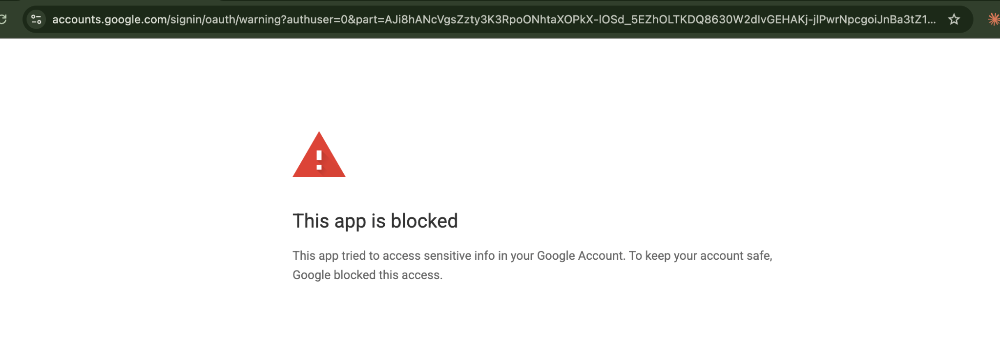 accounts.google.com/signin/oauth/warning?authuser=0&part=AJi8hANcVgsZzty3K3RpoONhtaXOPkX-lOSd_5EZhOLTKDQ8630W2dIvGEHAKj-jlPwrNpcgoiJnBa3tZ1...
This app is blocked
This app tried to access sensitive info in your Google Account. To keep your account safe,
Google blocked this access.